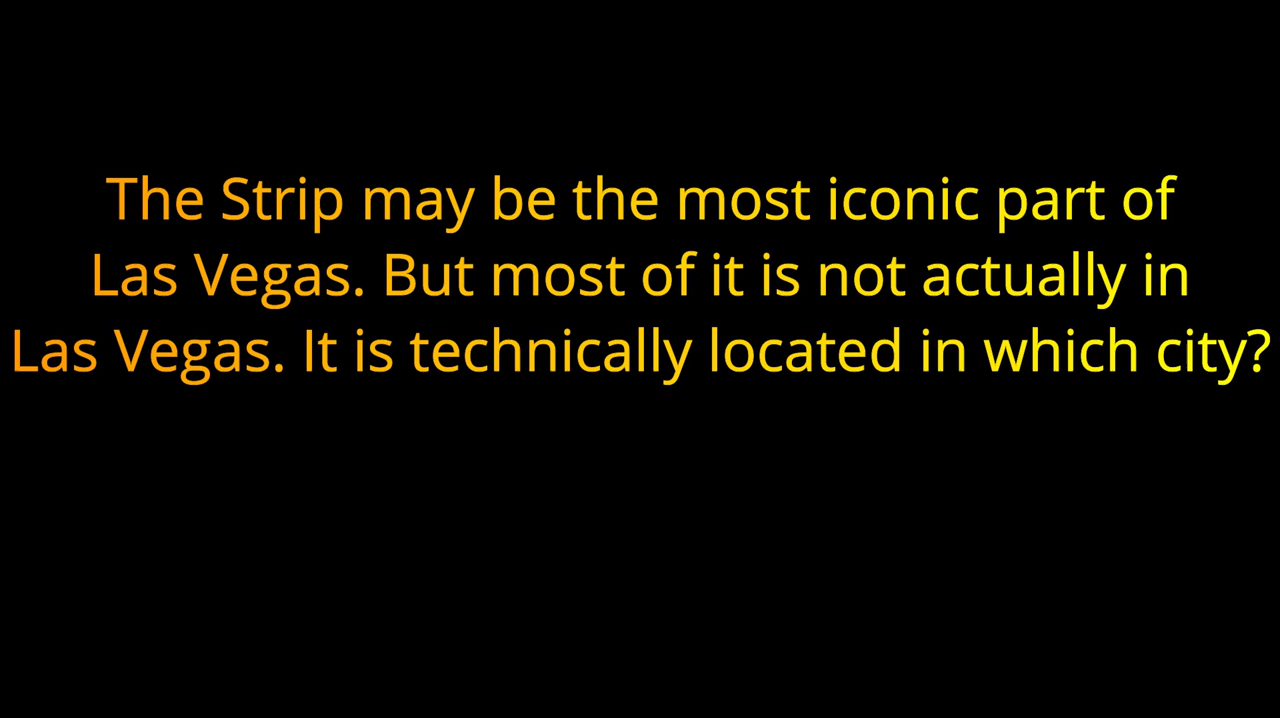 The Strip may be the most iconic part of
Las Vegas. But most of it is not actually in
Las Vegas. It is technically located in which city?